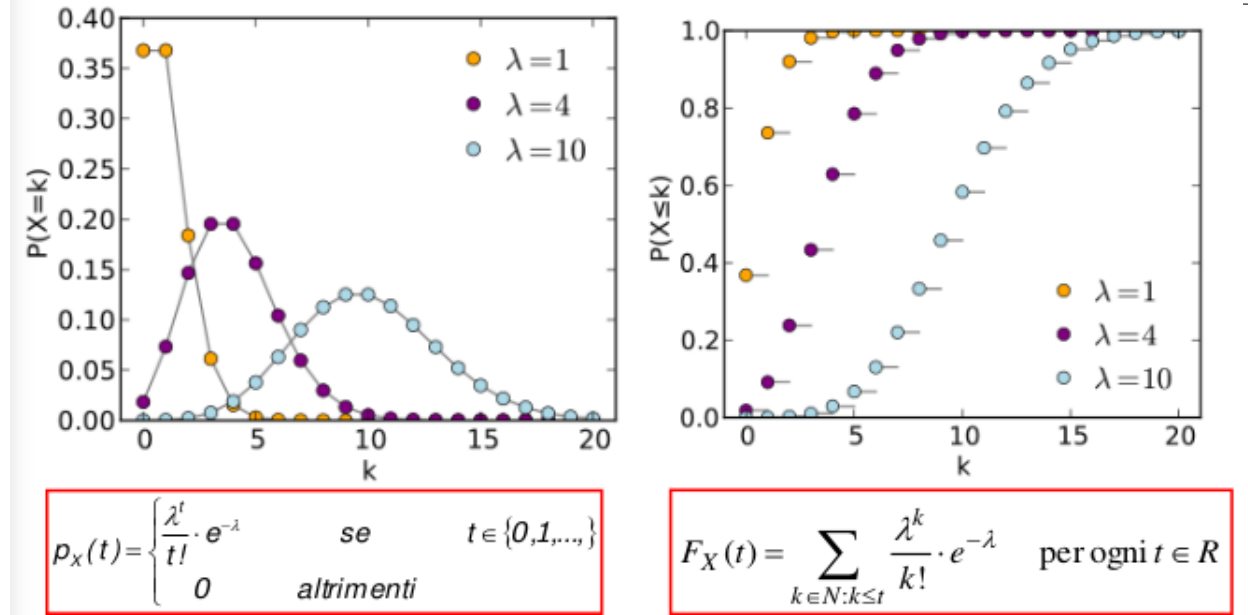 0.40
0.35
0.30
0.25
0.20
0.15
0.10
0.05
0.00
P(X=k)
λ=1
λ=4
λ=10
0 5 10 15 20
k
1.0
0.8
0.6
0.4
0.2
0.0
P(X≤k)
λ=1
λ=4
λ=10
0 5 10 15 20
k
p_X(t) = { λ^t / t! · e^{-λ} se t ∈ {0,1,...,}
0 altrimenti
F_X(t) = ∑_{k∈N:k≤t} λ^k / k! · e^{-λ} per ogni t ∈ R